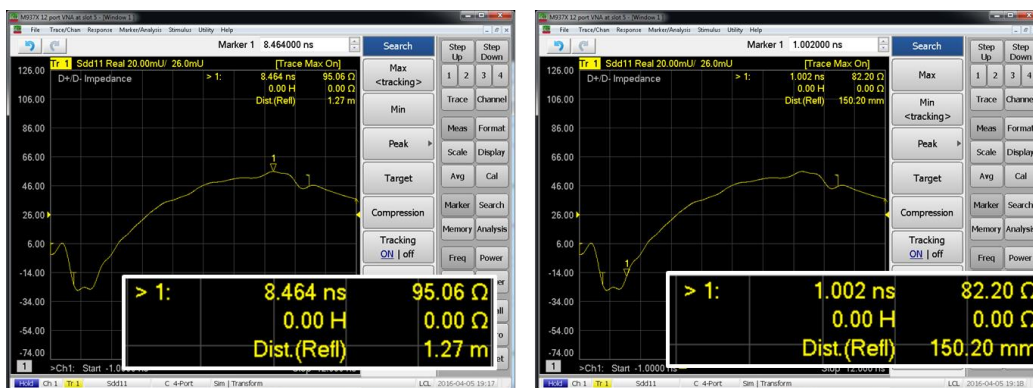 M937X 12 port VNA at slot 5 - [Window 1]
File Trace/Chan Response Marker/Analysis Stimulus Utility Help
Marker 1 8.464000 ns
Search
Step Up
Step Down
126.00
Tr 1 Sdd11 Real 20.00mU/ 26.0mU
[Trace Max On]
D+/D- Impedance
> 1: 8.464 ns 95.06 Ω
0.00 H 0.00 Ω
Dist.(Refl) 1.27 m
106.00
86.00
66.00
46.00
26.00
6.00
-14.00
-34.00
-54.00
-74.00
1
Max
<tracking>
Min
Peak
Target
Compression
Tracking
ON | off
1 2 3 4
Trace Channel
Meas Format
Scale Display
Avg Cal
Marker Search
Memory Analysis
Freq Power
> 1: 8.464 ns 95.06 Ω
0.00 H 0.00 Ω
Dist.(Refl) 1.27 m
1 >Ch1: Start -1.0
Hold Ch 1 Tr 1 Sdd11 C 4-Port Sim | Transform LCL 2016-04-05 19:17
M937X 12 port VNA at slot 5 - [Window 1]
File Trace/Chan Response Marker/Analysis Stimulus Utility Help
Marker 1 1.002000 ns
Search
Step Up
Step Down
126.00
Tr 1 Sdd11 Real 20.00mU/ 26.0mU
[Trace Max On]
D+/D- Impedance
> 1: 1.002 ns 82.20 Ω
0.00 H 0.00 Ω
Dist.(Refl) 150.20 mm
106.00
86.00
66.00
46.00
26.00
6.00
-14.00
-34.00
-54.00
-74.00
1
Max
Min
<tracking>
Peak
Target
Compression
Tracking
ON | off
1 2 3 4
Trace Channel
Meas Format
Scale Display
Avg Cal
Marker Search
Memory Analysis
Freq Power
> 1: 1.002 ns 82.20 Ω
0.00 H 0.00 Ω
Dist.(Refl) 150.20 mm
1 >Ch1: Start -1.0000 Stop 12.000 ns
Hold Ch 1 Tr 1 Sdd11 C 4-Port Sim | Transform LCL 2016-04-05 19:18